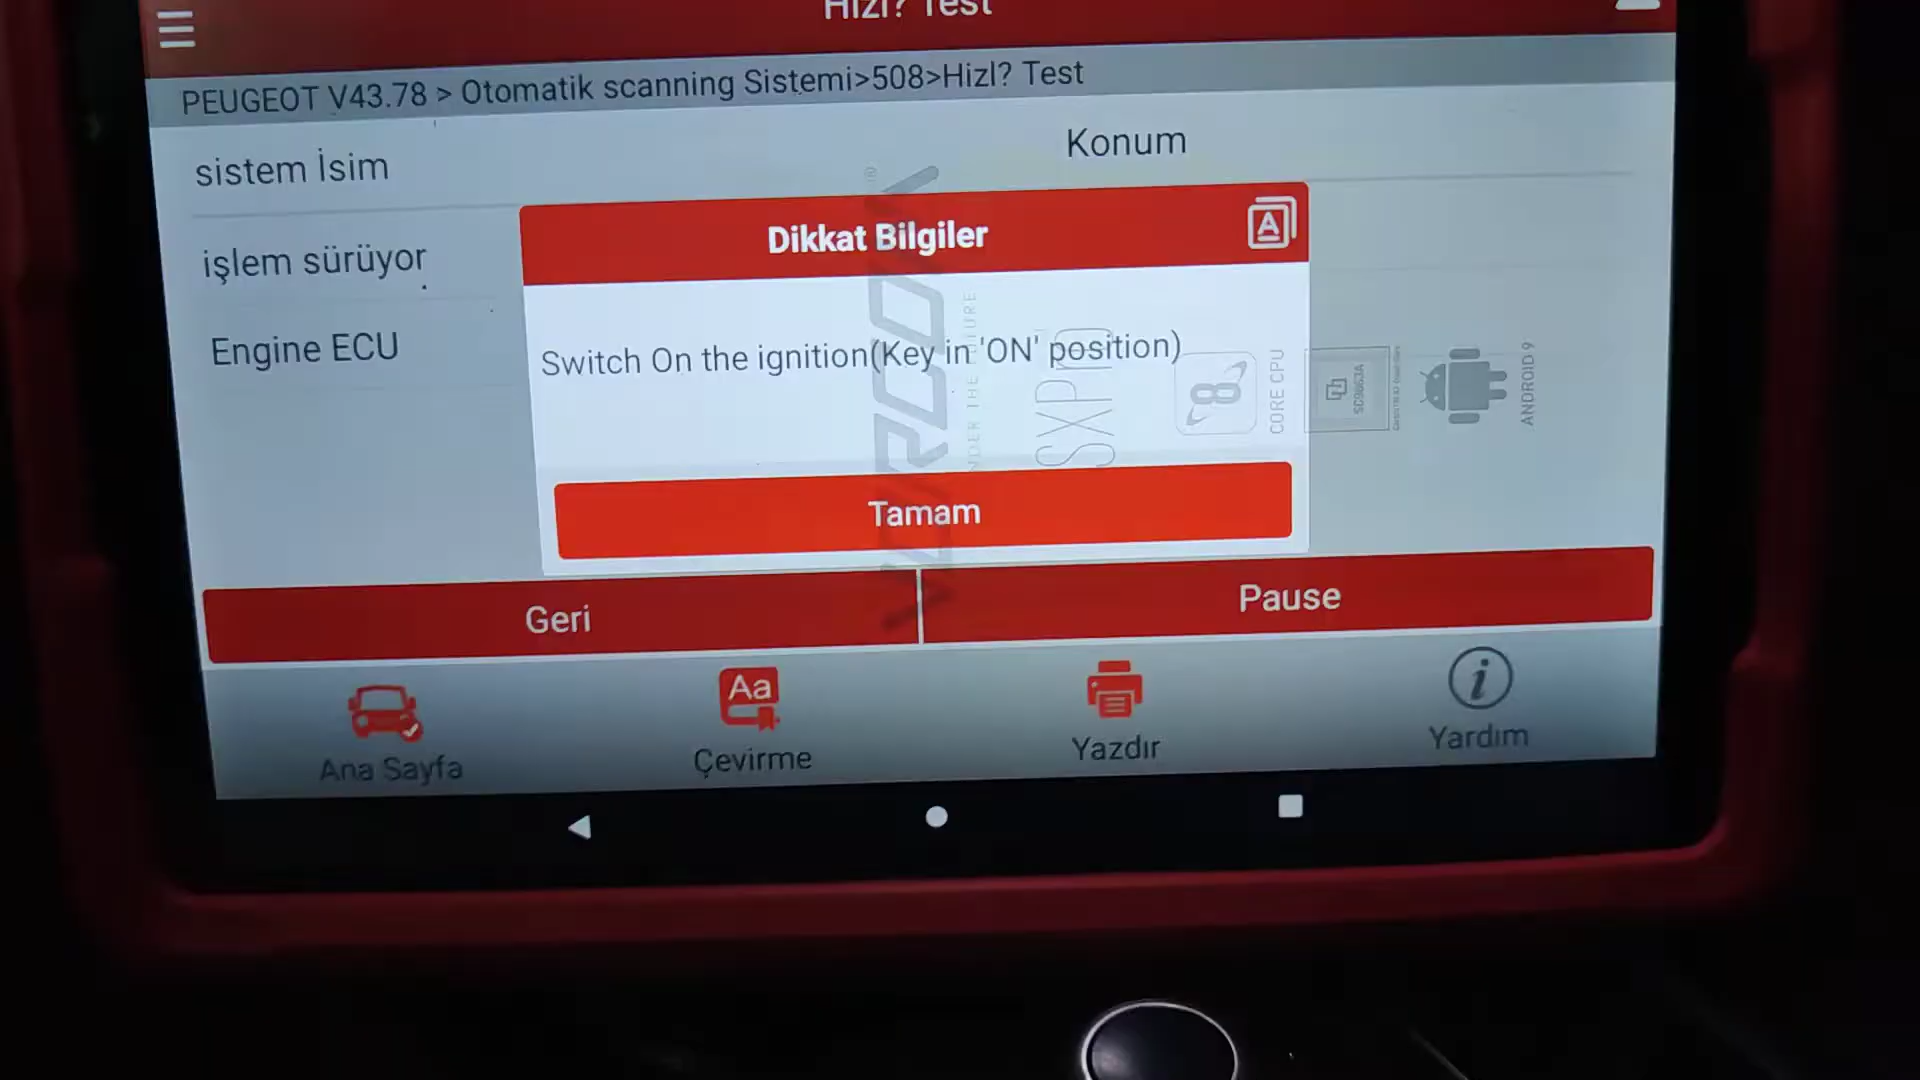 Hizl? Test
PEUGEOT V43.78 > Otomatik scanning Sistemi>508>Hizl? Test
sistem İsim
Konum
işlem sürüyor
Engine ECU
Dikkat Bilgiler
Switch On the ignition(Key in 'ON' position)
Tamam
Geri
Pause
Aa
Ana Sayfa
Çevirme
Yazdır
Yardım
CORE CPU
8
ANDROID 9